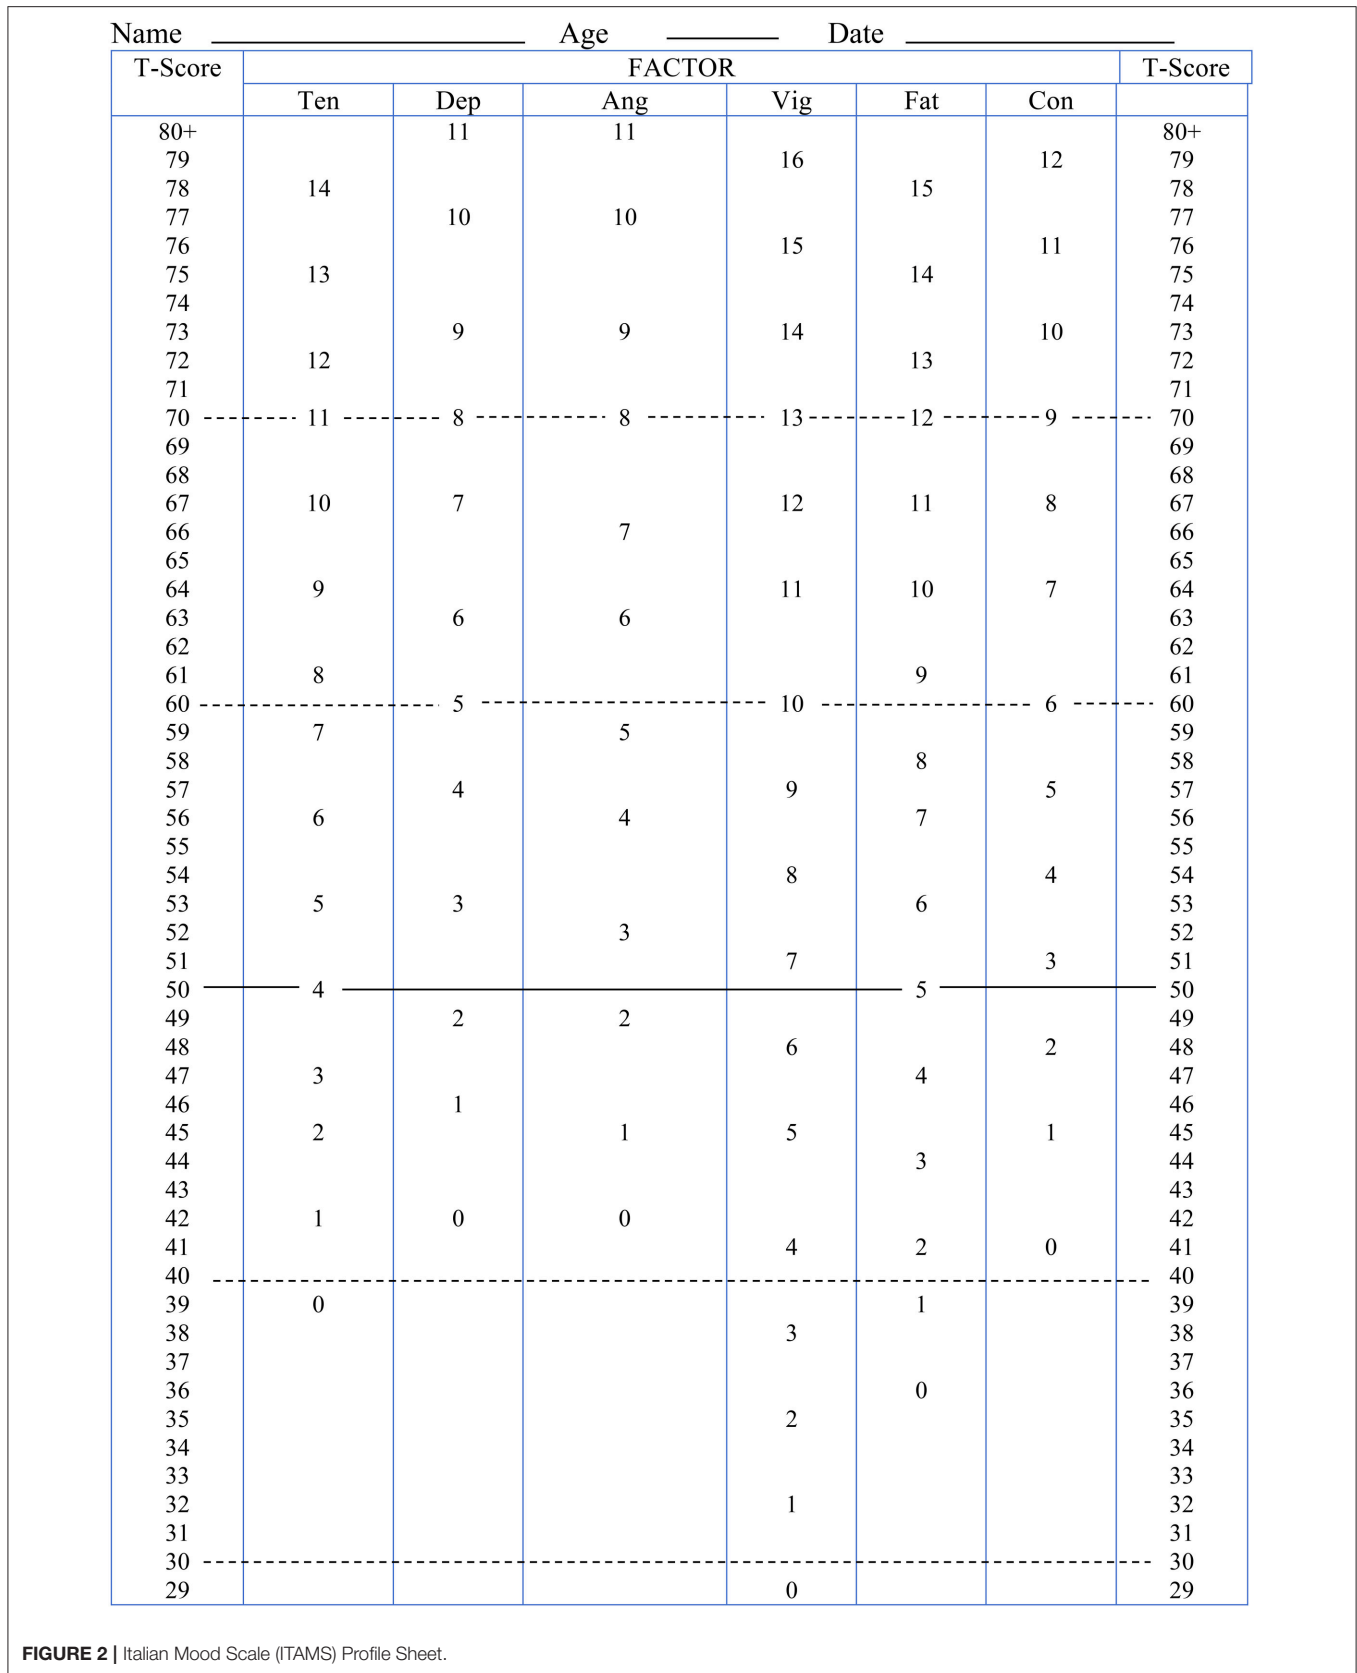 Name Age Date
T-Score FACTOR T-Score
Ten Dep Ang Vig Fat Con
80+ 11 11 80+
79 16 12 79
78 14 15 78
77 10 10 77
76 15 11 76
75 13 14 75
74 74
73 9 9 14 10 73
72 12 13 72
71 71
70 11 8 8 13 12 9 70
69 69
68 68
67 10 7 12 11 8 67
66 7 66
65 65
64 9 11 10 7 64
63 6 6 63
62 62
61 8 9 61
60 5 10 6 60
59 7 5 59
58 8 58
57 4 9 5 57
56 6 4 7 56
55 55
54 8 4 54
53 5 3 6 53
52 3 52
51 7 3 51
50 4 5 50
49 2 2 49
48 6 2 48
47 3 4 47
46 1 46
45 2 1 5 1 45
44 3 44
43 43
42 1 0 0 42
41 4 2 0 41
40 40
39 0 1 39
38 3 38
37 37
36 0 36
35 2 35
34 34
33 33
32 1 32
31 31
30 30
29 0 29
FIGURE 2 | Italian Mood Scale (ITAMS) Profile Sheet.